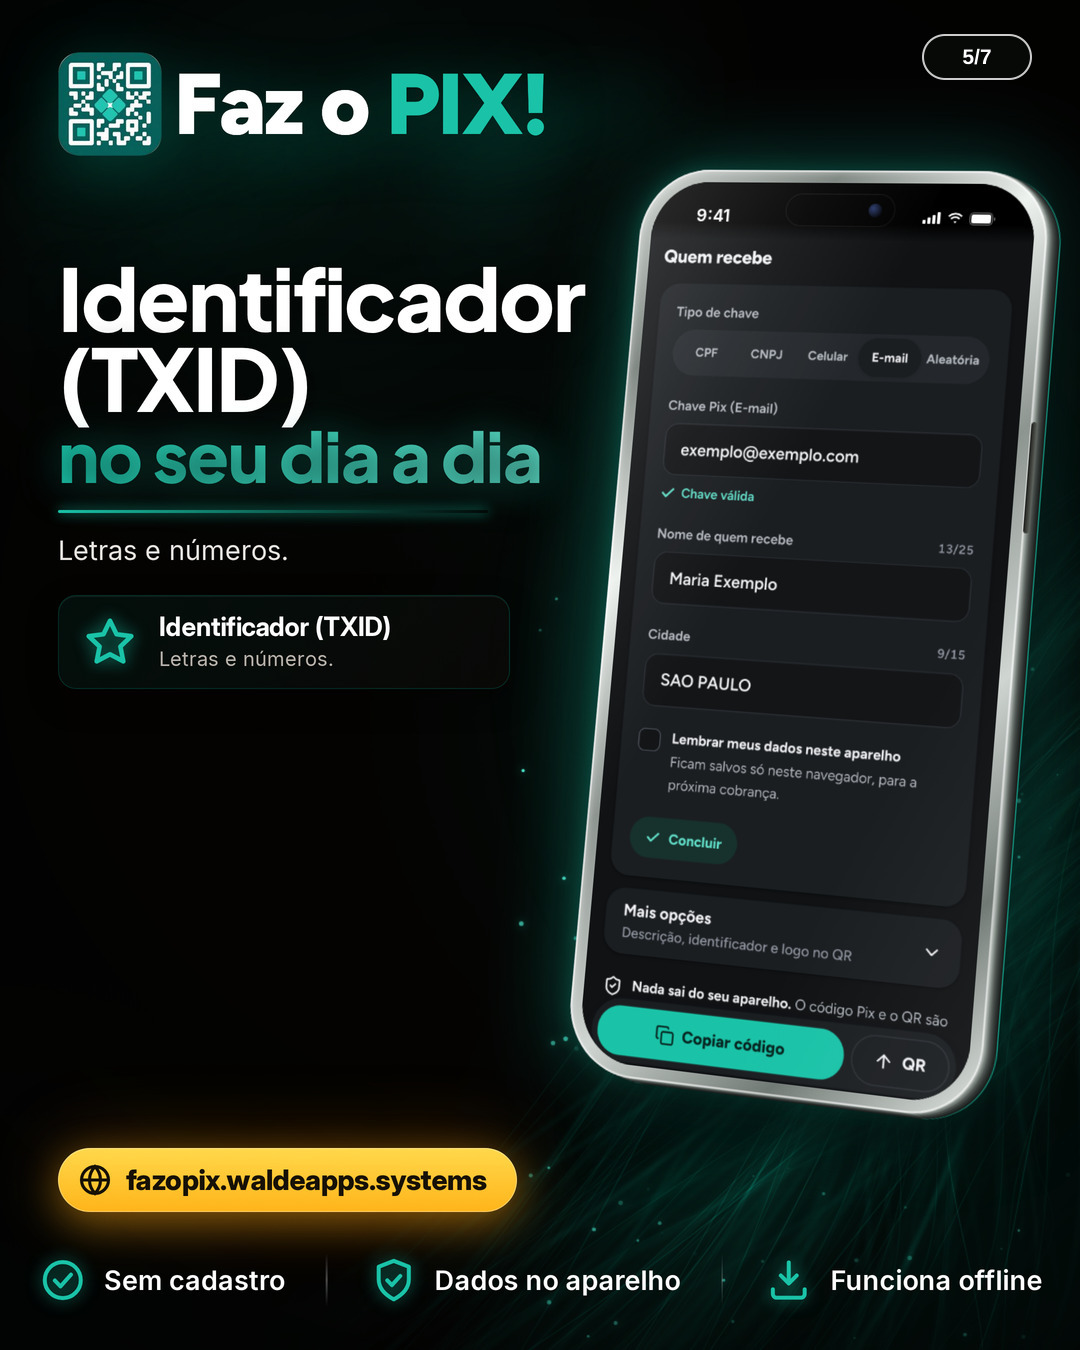 Faz o PIX!
5/7
Identificador
(TXID)
no seu dia a dia
Letras e números.
Identificador (TXID)
Letras e números.
9:41
Quem recebe
Tipo de chave
CPF CNPJ Celular E-mail Aleatória
Chave Pix (E-mail)
exemplo@exemplo.com
Chave válida
Nome de quem recebe 13/25
Maria Exemplo
Cidade 9/15
SAO PAULO
Lembrar meus dados neste aparelho
Ficam salvos só neste navegador, para a
próxima cobrança.
Concluir
Mais opções
Descrição, identificador e logo no QR
Nada sai do seu aparelho. O código Pix e o QR são
Copiar código
QR
fazopix.waldeapps.systems
Sem cadastro
Dados no aparelho
Funciona offline